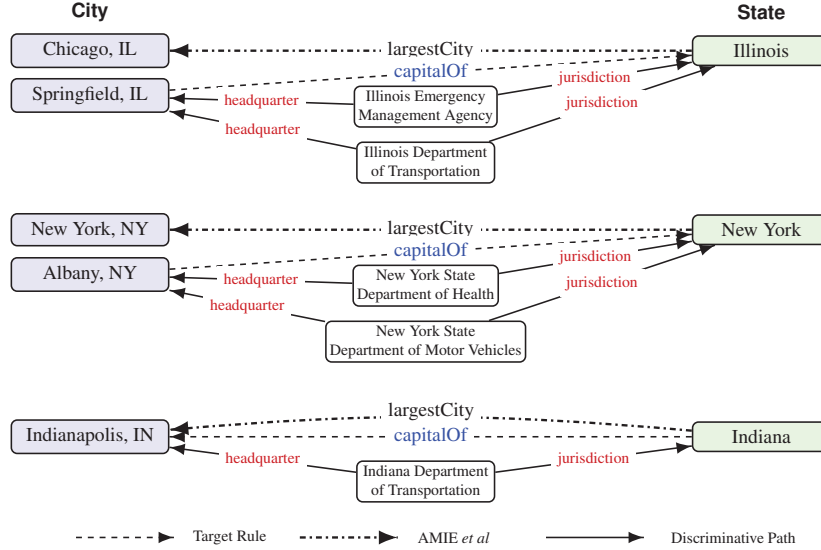 City
State
Chicago, IL
largestCity
Illinois
capitalOf
Springfield, IL
headquarter
Illinois Emergency
Management Agency
jurisdiction
jurisdiction
headquarter
Illinois Department
of Transportation
New York, NY
largestCity
New York
capitalOf
Albany, NY
headquarter
New York State
Department of Health
jurisdiction
jurisdiction
headquarter
New York State
Department of Motor Vehicles
largestCity
Indianapolis, IN
capitalOf
Indiana
headquarter
Indiana Department
of Transportation
jurisdiction
Target Rule
AMIE et al
Discriminative Path